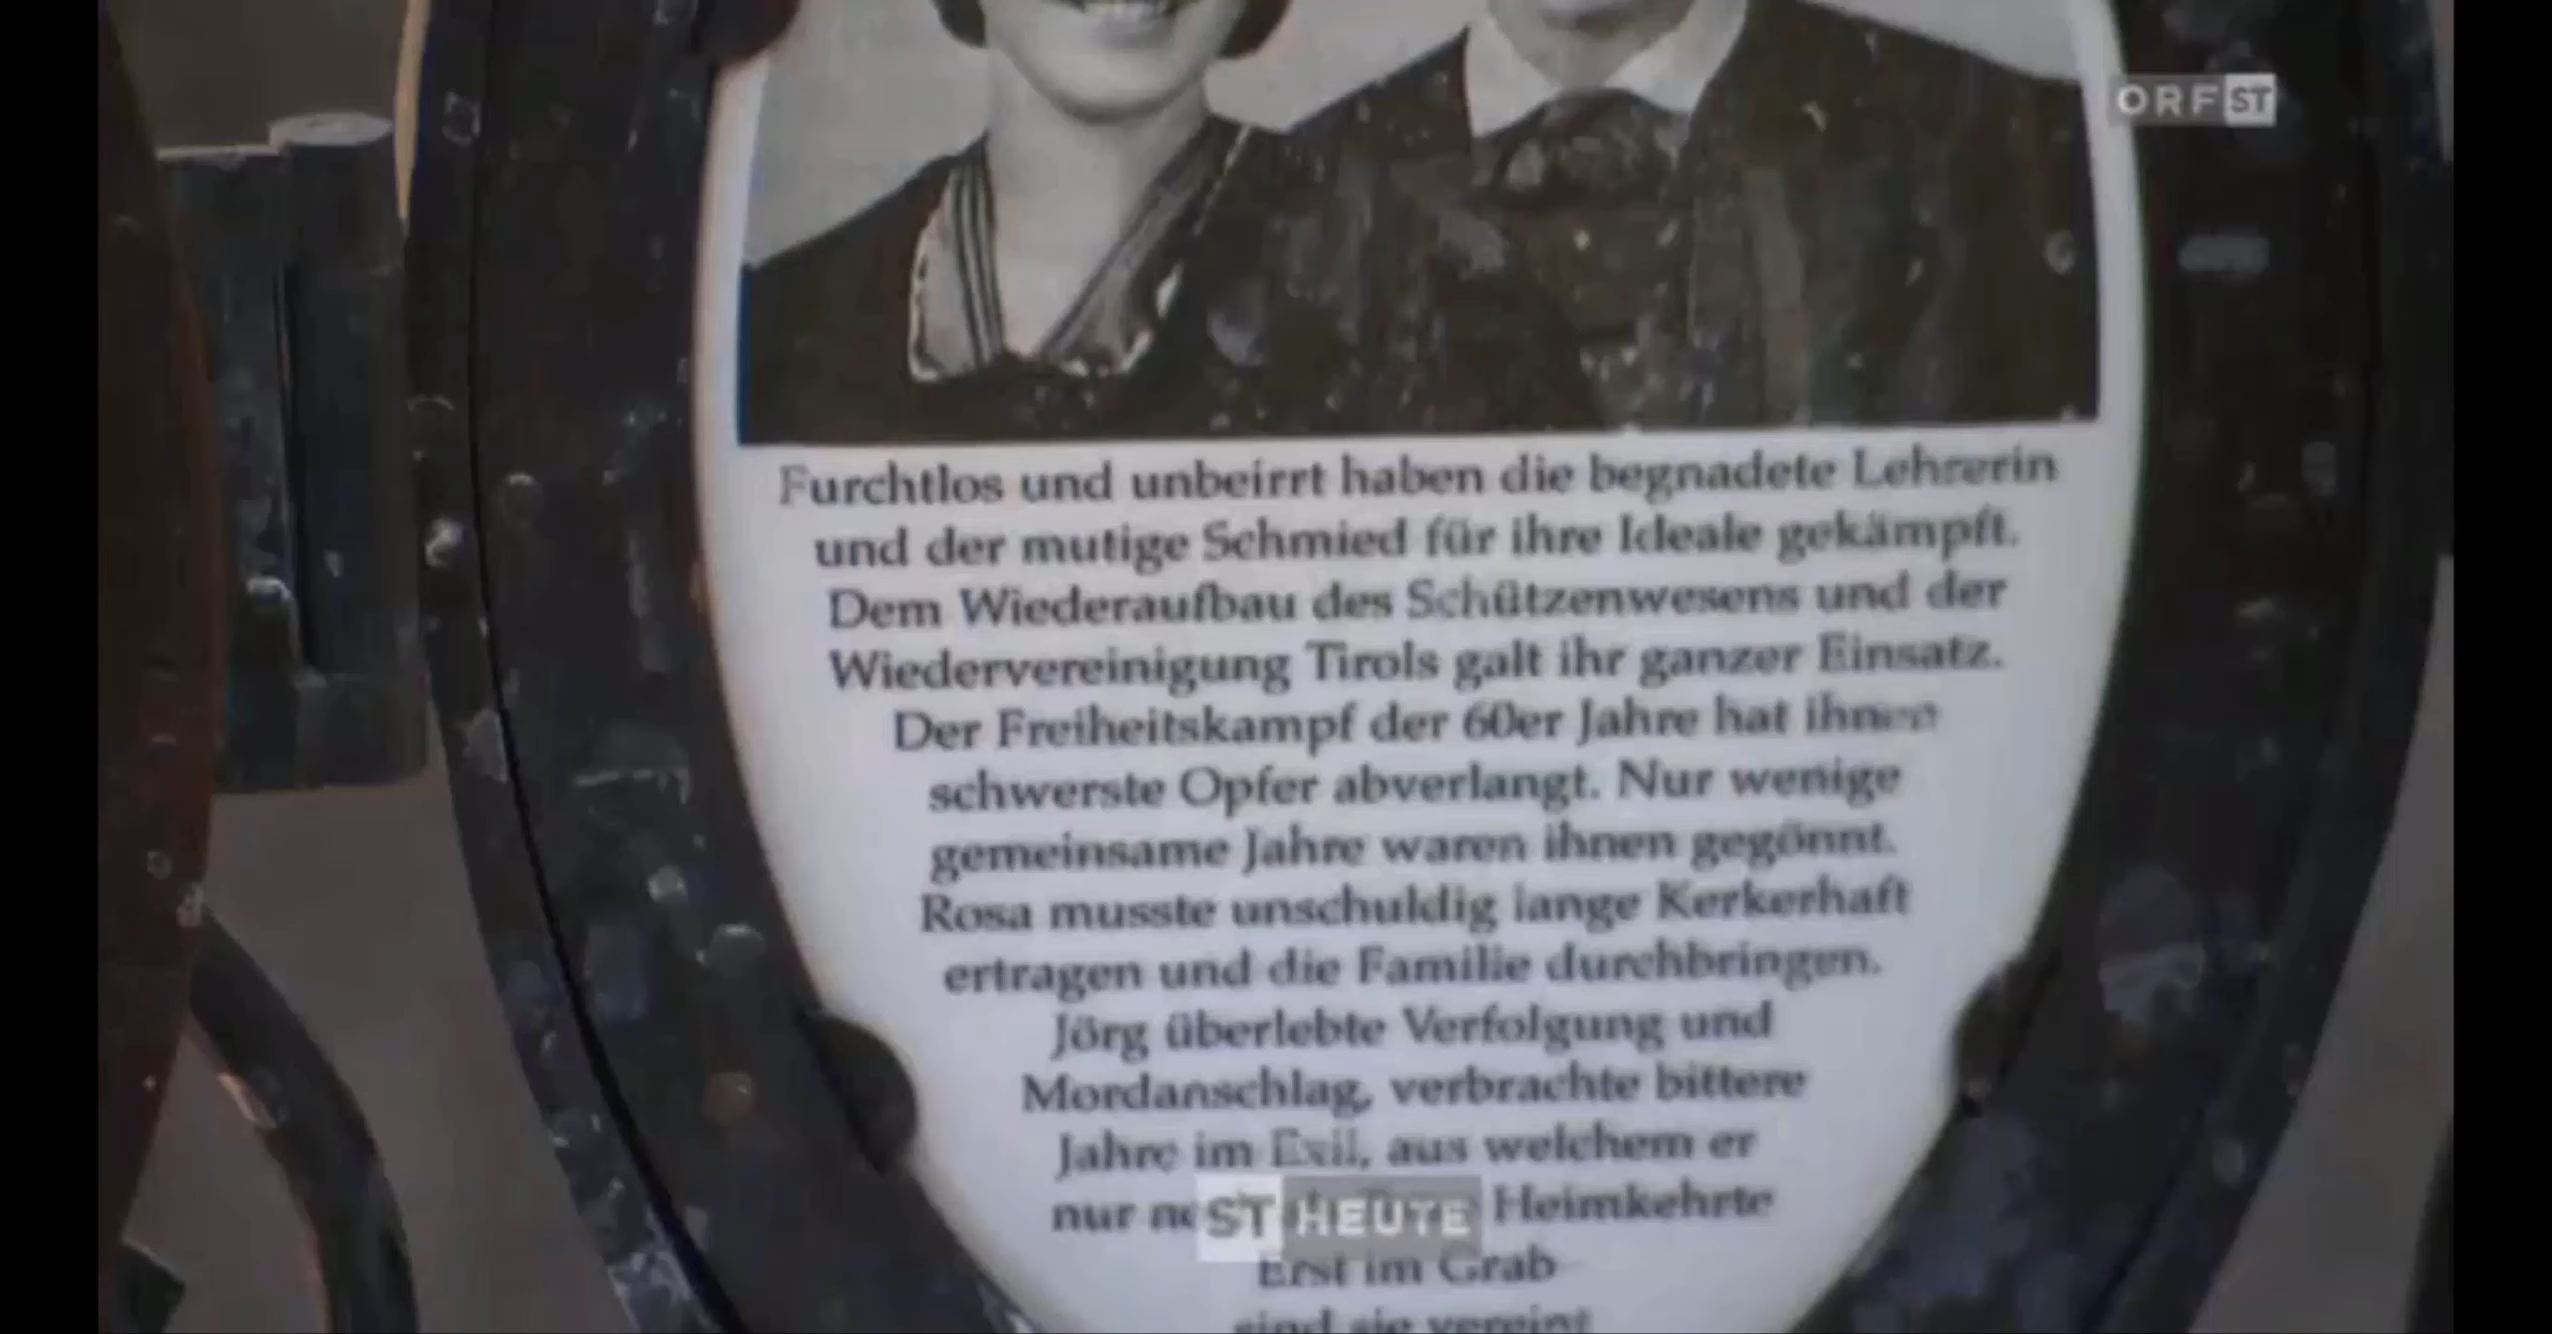 ORF ST
Furchtlos und unbeirrt haben die begnadete Lehrerin
und der mutige Schmied für ihre Ideale gekämpft.
Dem Wiederaufbau des Schützenwesens und der
Wiedervereinigung Tirols galt ihr ganzer Einsatz.
Der Freiheitskampf der 60er Jahre hat ihnen
schwerste Opfer abverlangt. Nur wenige
gemeinsame Jahre waren ihnen gegönnt.
Rosa musste unschuldig lange Kerkerhaft
ertragen und die Familie durchbringen.
Jörg überlebte Verfolgung und
Mordanschlag, verbrachte bittere
Jahre im Exil, aus welchem er
nur Heimkehrte
ST HEUTE
Erst im Grab
sind sie vereint